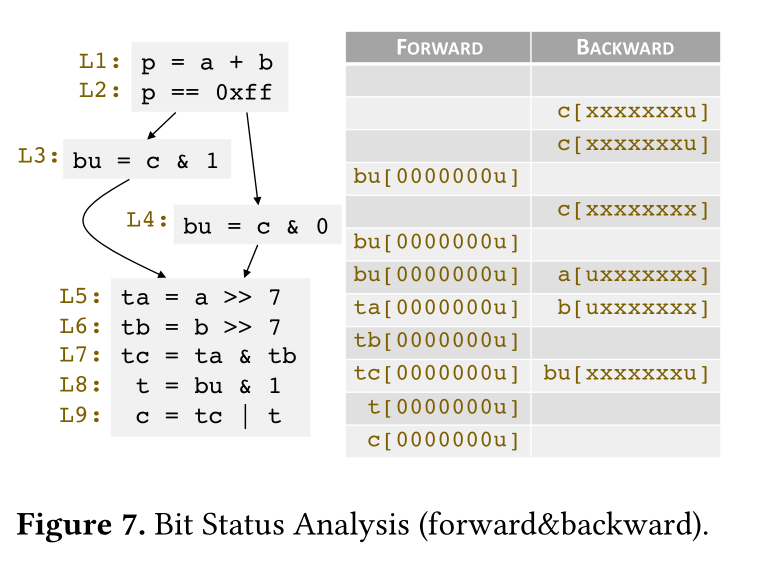 L1: p = a + b
L2: p == 0xff
L3: bu = c & 1
L4: bu = c & 0
L5: ta = a >> 7
L6: tb = b >> 7
L7: tc = ta & tb
L8: t = bu & 1
L9: c = tc | t
FORWARD BACKWARD
c[xxxxxxxu]
c[xxxxxxxu]
bu[0000000u]
c[xxxxxxxx]
bu[0000000u]
bu[0000000u] a[uxxxxxxx]
ta[0000000u] b[uxxxxxxx]
tb[0000000u]
tc[0000000u] bu[xxxxxxxu]
t[0000000u]
c[0000000u]
Figure 7. Bit Status Analysis (forward&backward).